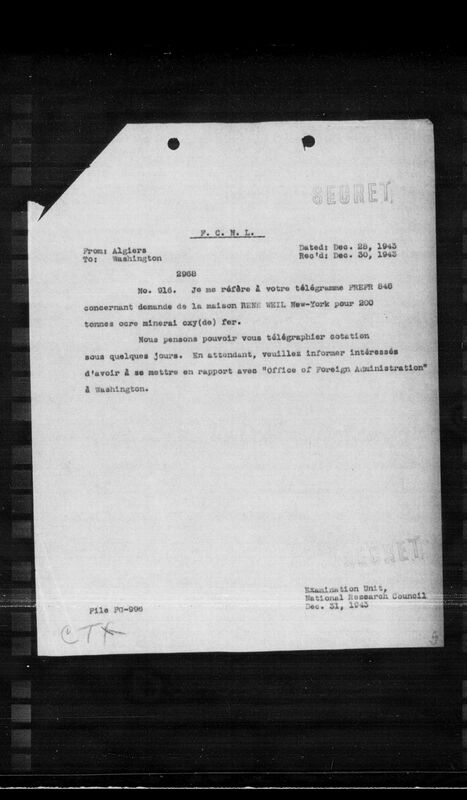 SECRET
F. C. N. L.
From: Algiers Dated: Dec. 28, 1943
To: Washington Rec'd: Dec. 30, 1943
2968
No. 916. Je me réfère à votre télégramme PREFR 846
concernant demande de la maison RENE WEIL New-York pour 200
tonnes ocre minerai oxy(de) fer.
Nous pensons pouvoir vous télégraphier cotation
sous quelques jours. En attendant, veuillez informer intéressés
d'avoir à se mettre en rapport avec "Office of Foreign Administration"
à Washington.
SECRET
Examination Unit,
National Research Council
Dec. 31, 1943
File FG-996
CTX